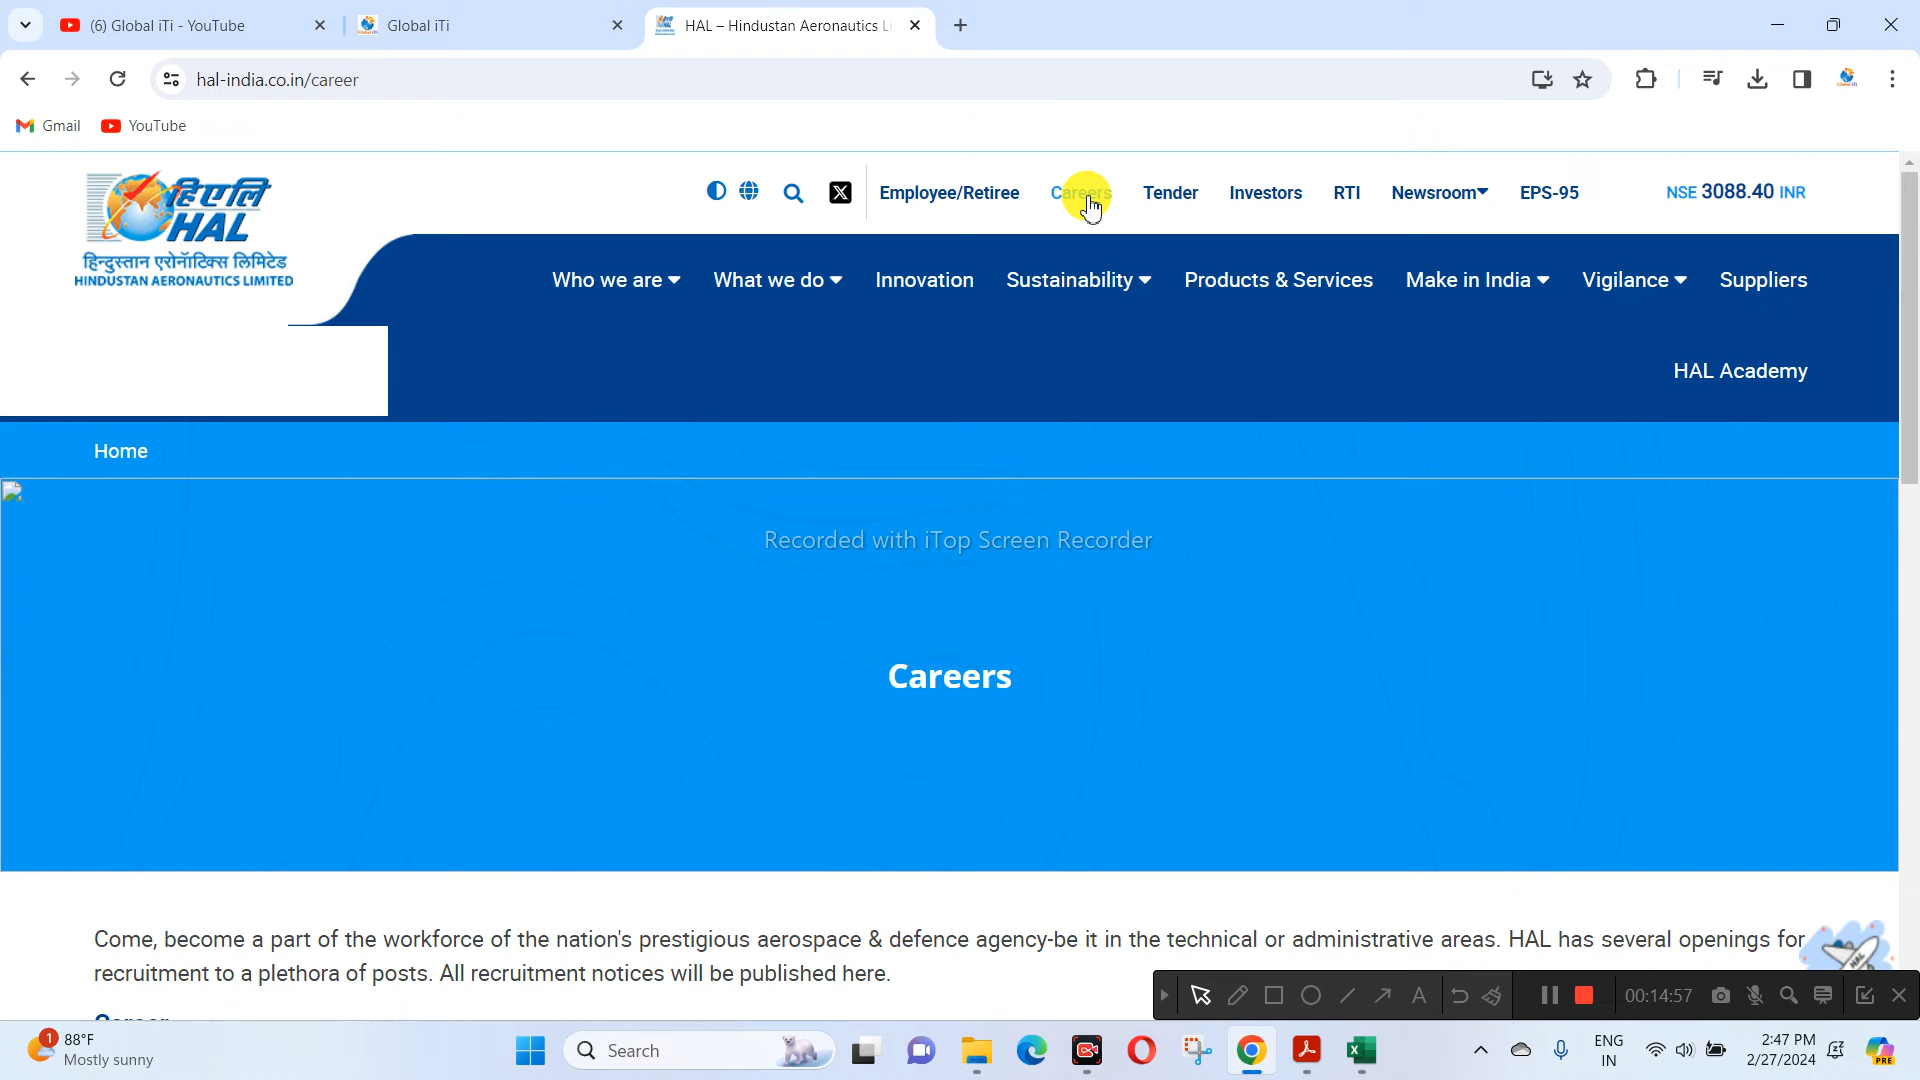 (6) Global iTi - YouTube
Global iTi
HAL – Hindustan Aeronautics Li
hal-india.co.in/career
Gmail
YouTube
हिएलि
HAL
हिन्दुस्तान एरोनॉटिक्स लिमिटेड
HINDUSTAN AERONAUTICS LIMITED
Employee/Retiree Careers Tender Investors RTI Newsroom EPS-95 NSE 3088.40 INR
Who we are What we do Innovation Sustainability Products & Services Make in India Vigilance Suppliers
HAL Academy
Home
Recorded with iTop Screen Recorder
Careers
Come, become a part of the workforce of the nation's prestigious aerospace & defence agency-be it in the technical or administrative areas. HAL has several openings for
recruitment to a plethora of posts. All recruitment notices will be published here.
HAL
A
00:14:57
1
88°F
Mostly sunny
Search
ENG
IN
2:47 PM
2/27/2024
PRE